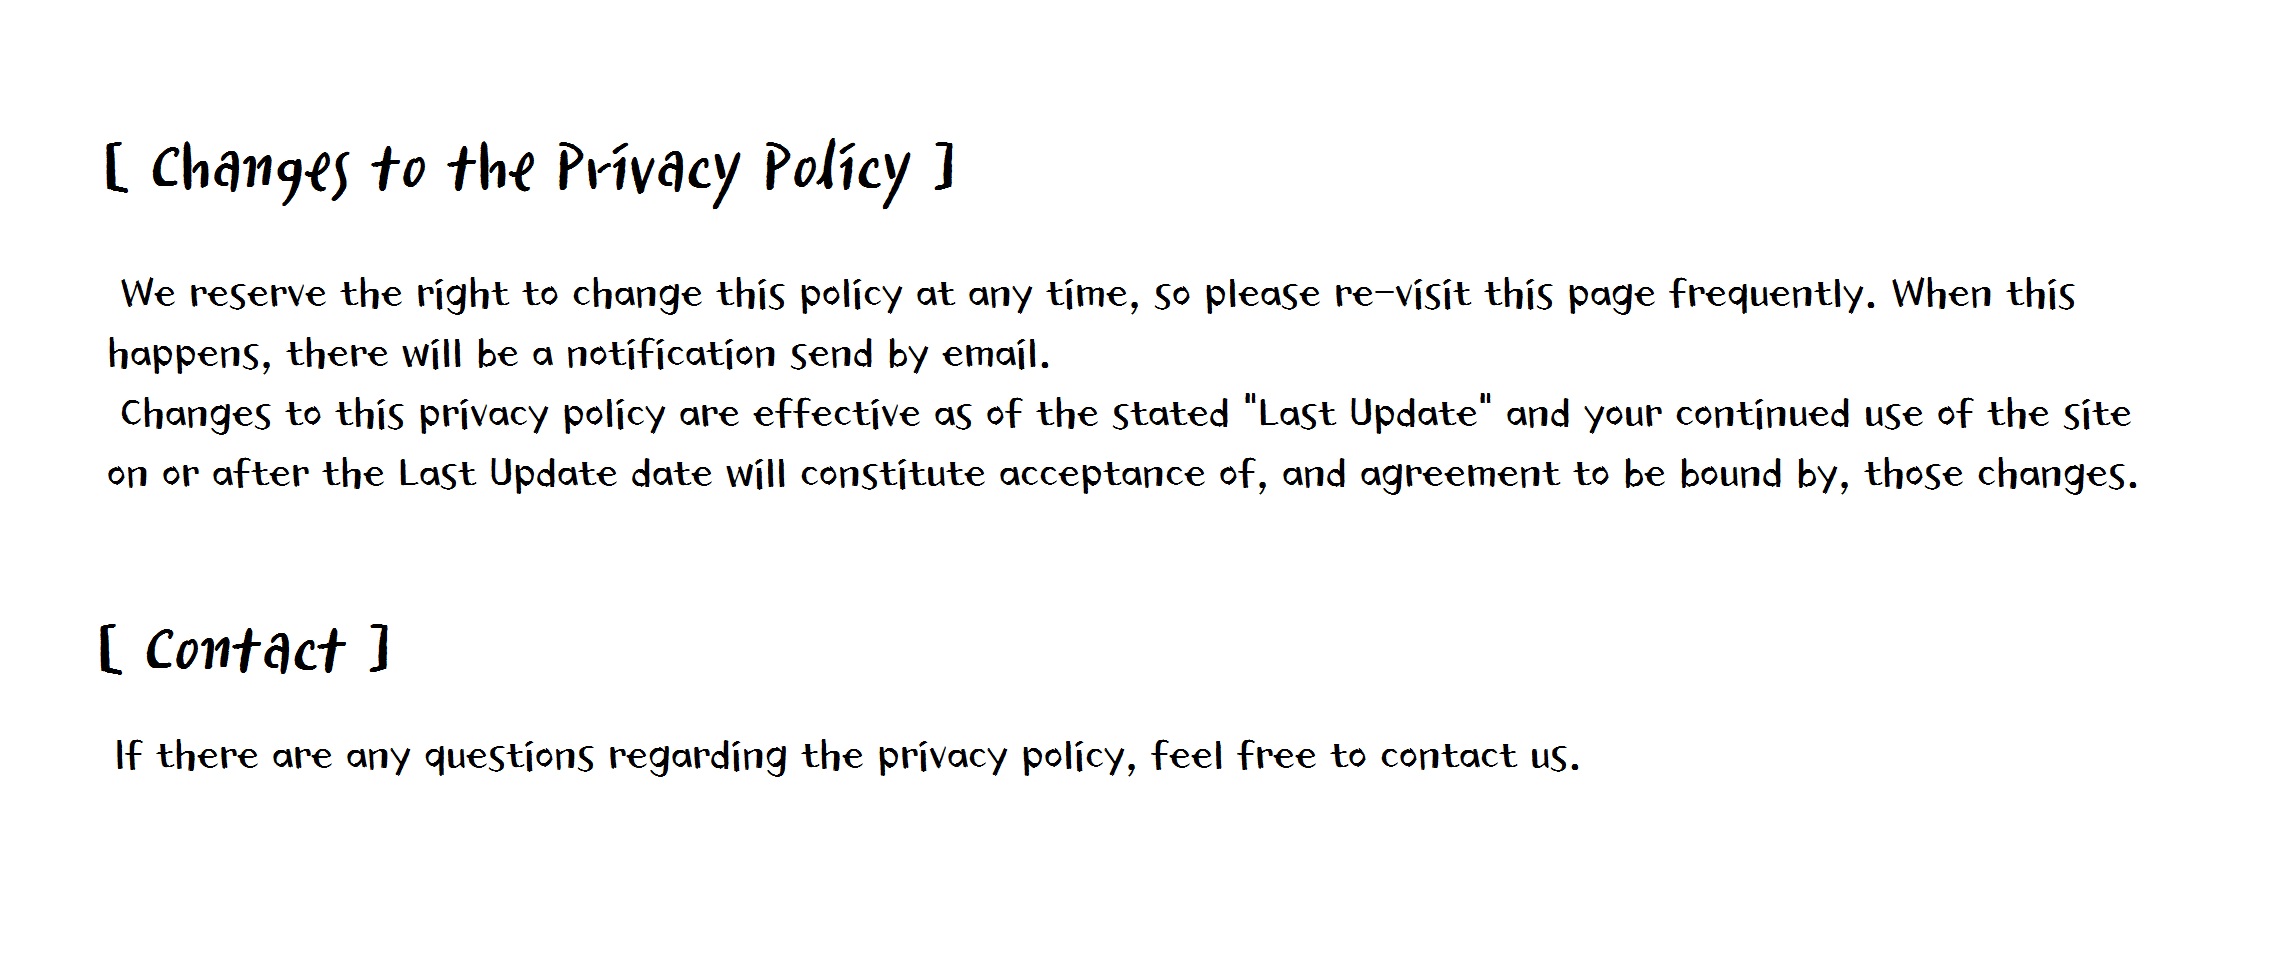 [ Changes to the Privacy Policy ]
We reserve the right to change this policy at any time, so please re-visit this page frequently. When this
happens, there will be a notification send by email.
Changes to this privacy policy are effective as of the stated "Last Update" and your continued use of the site
on or after the Last Update date will constitute acceptance of, and agreement to be bound by, those changes.
[ Contact ]
If there are any questions regarding the privacy policy, feel free to contact us.